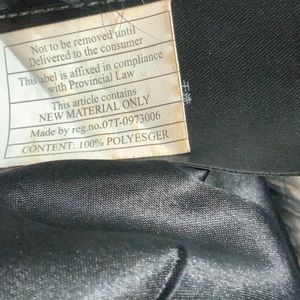 Not to be removed until
Delivered to the consumer
This label is affixed in compliance
with Provincial Law
This article contains
NEW MATERIAL ONLY
Made by reg.no.07T-0973006
CONTENT: 100% POLYESGER